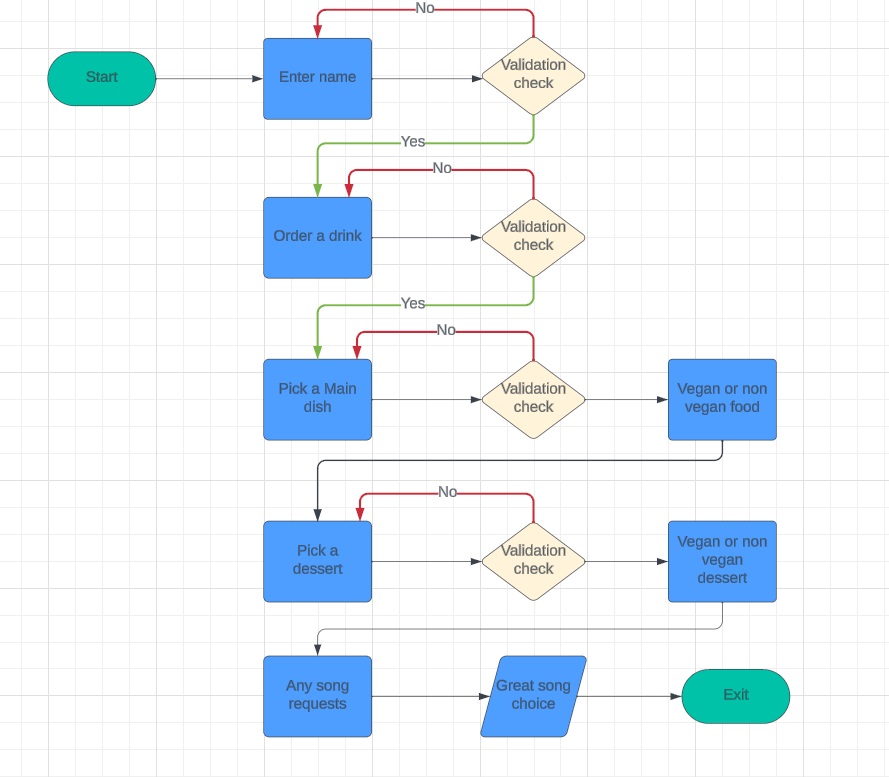 No
Start
Enter name
Validation
check
Yes
No
Order a drink
Validation
check
Yes
No
Pick a Main
dish
Validation
check
Vegan or non
vegan food
No
Pick a
dessert
Validation
check
Vegan or non
vegan
dessert
Any song
requests
Great song
choice
Exit